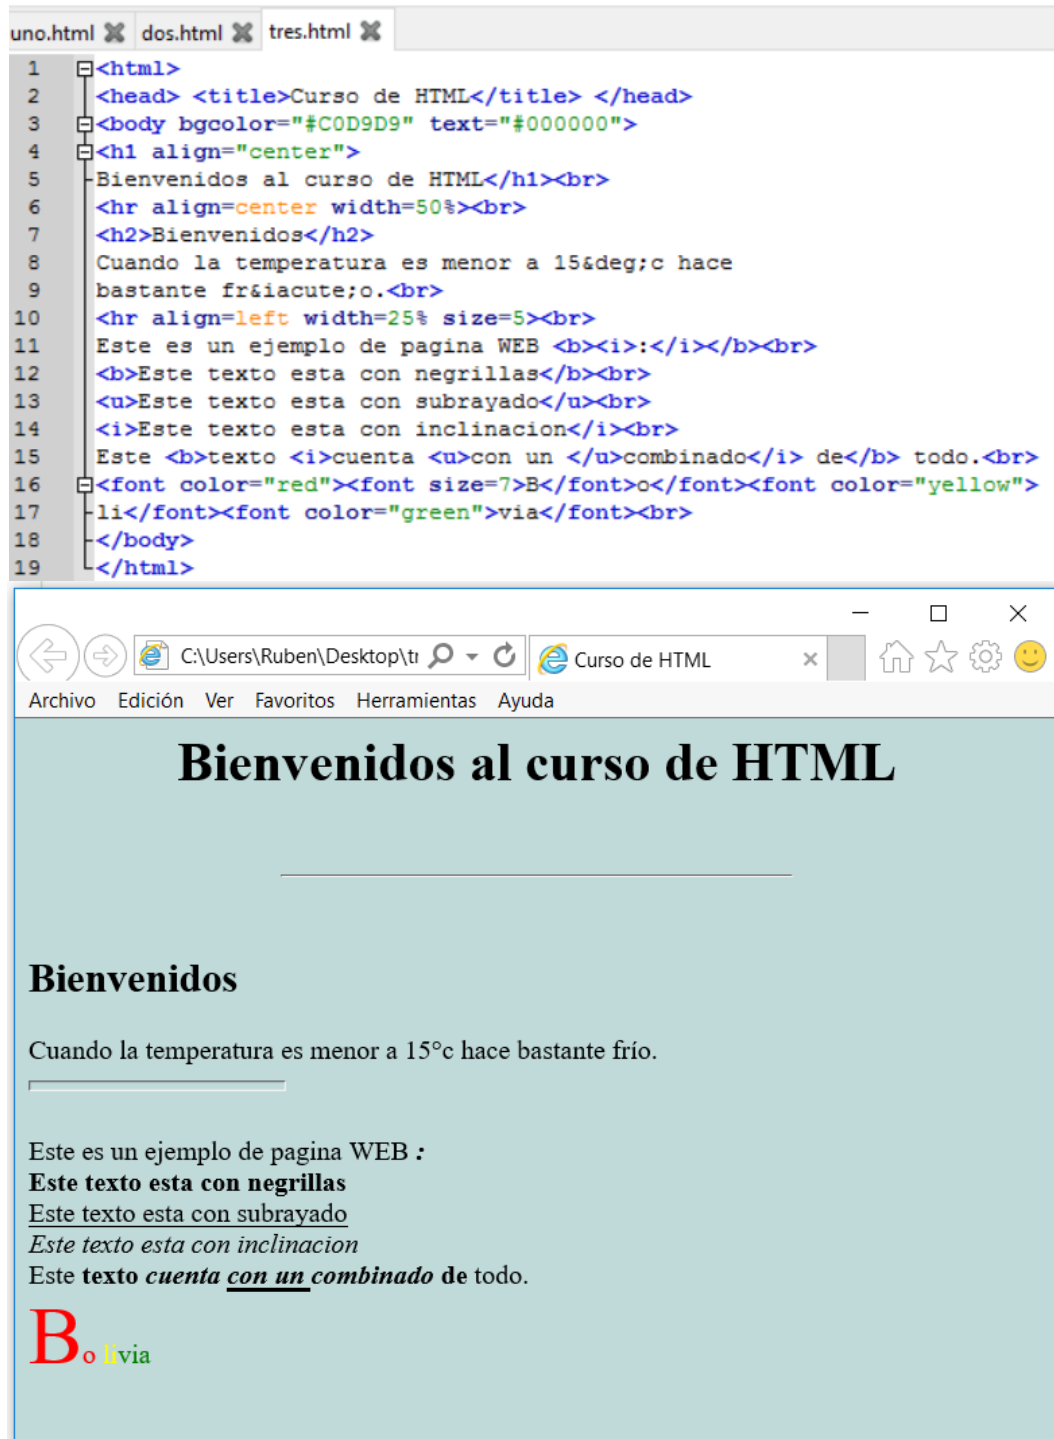 uno.html dos.html tres.html
1 <html>
2 <head> <title>Curso de HTML</title> </head>
3 <body bgcolor="#C0D9D9" text="#000000">
4 <h1 align="center">
5 Bienvenidos al curso de HTML</h1><br>
6 <hr align=center width=50%><br>
7 <h2>Bienvenidos</h2>
8 Cuando la temperatura es menor a 15&deg;c hace
9 bastante fr&iacute;o.<br>
10 <hr align=left width=25% size=5><br>
11 Este es un ejemplo de pagina WEB <b><i>:</i></b><br>
12 <b>Este texto esta con negrillas</b><br>
13 <u>Este texto esta con subrayado</u><br>
14 <i>Este texto esta con inclinacion</i><br>
15 Este <b>texto <i>cuenta <u>con un </u>combinado</i> de</b> todo.<br>
16 <font color="red"><font size=7>B</font>o</font><font color="yellow">
17 li</font><font color="green">via</font><br>
18 </body>
19 </html>
C:\Users\Ruben\Desktop\tr Curso de HTML
Archivo Edición Ver Favoritos Herramientas Ayuda
Bienvenidos al curso de HTML
Bienvenidos
Cuando la temperatura es menor a 15°c hace bastante frío.
Este es un ejemplo de pagina WEB :
Este texto esta con negrillas
Este texto esta con subrayado
Este texto esta con inclinacion
Este texto cuenta con un combinado de todo.
Bo livia